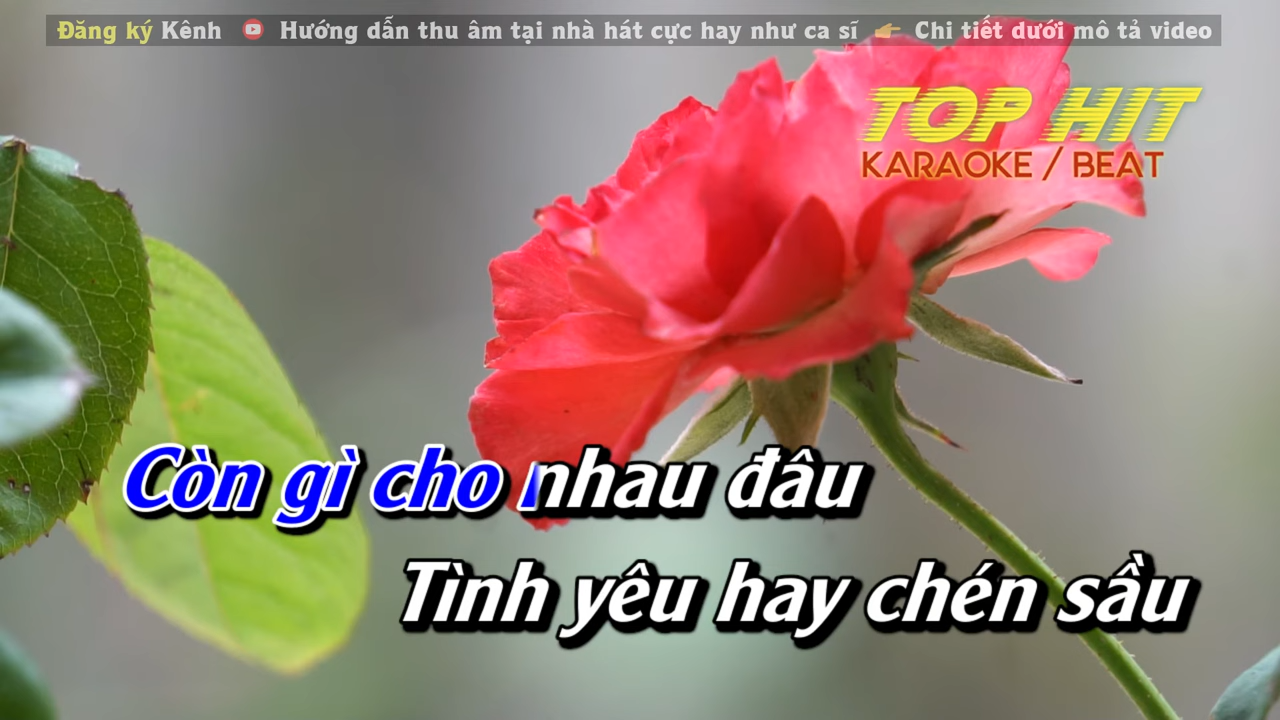 Đăng ký Kênh Hướng dẫn thu âm tại nhà hát cực hay như ca sĩ Chi tiết dưới mô tả video
TOP HIT
KARAOKE / BEAT
Còn gì cho nhau đâu
Tình yêu hay chén sầu